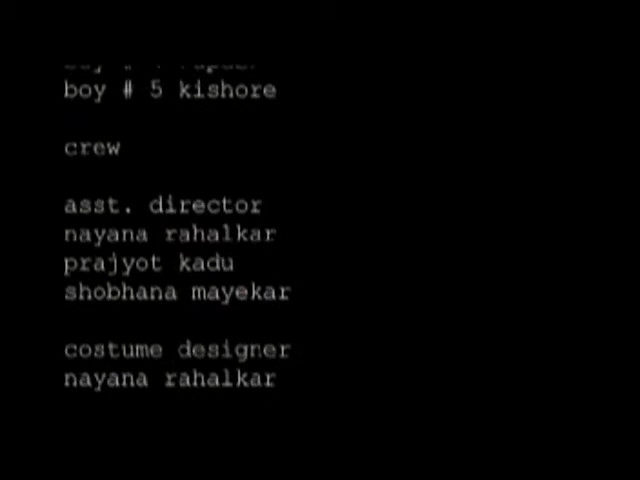 boy # 5 kishore
crew
asst. director
nayana rahalkar
prajyot kadu
shobhana mayekar
costume designer
nayana rahalkar